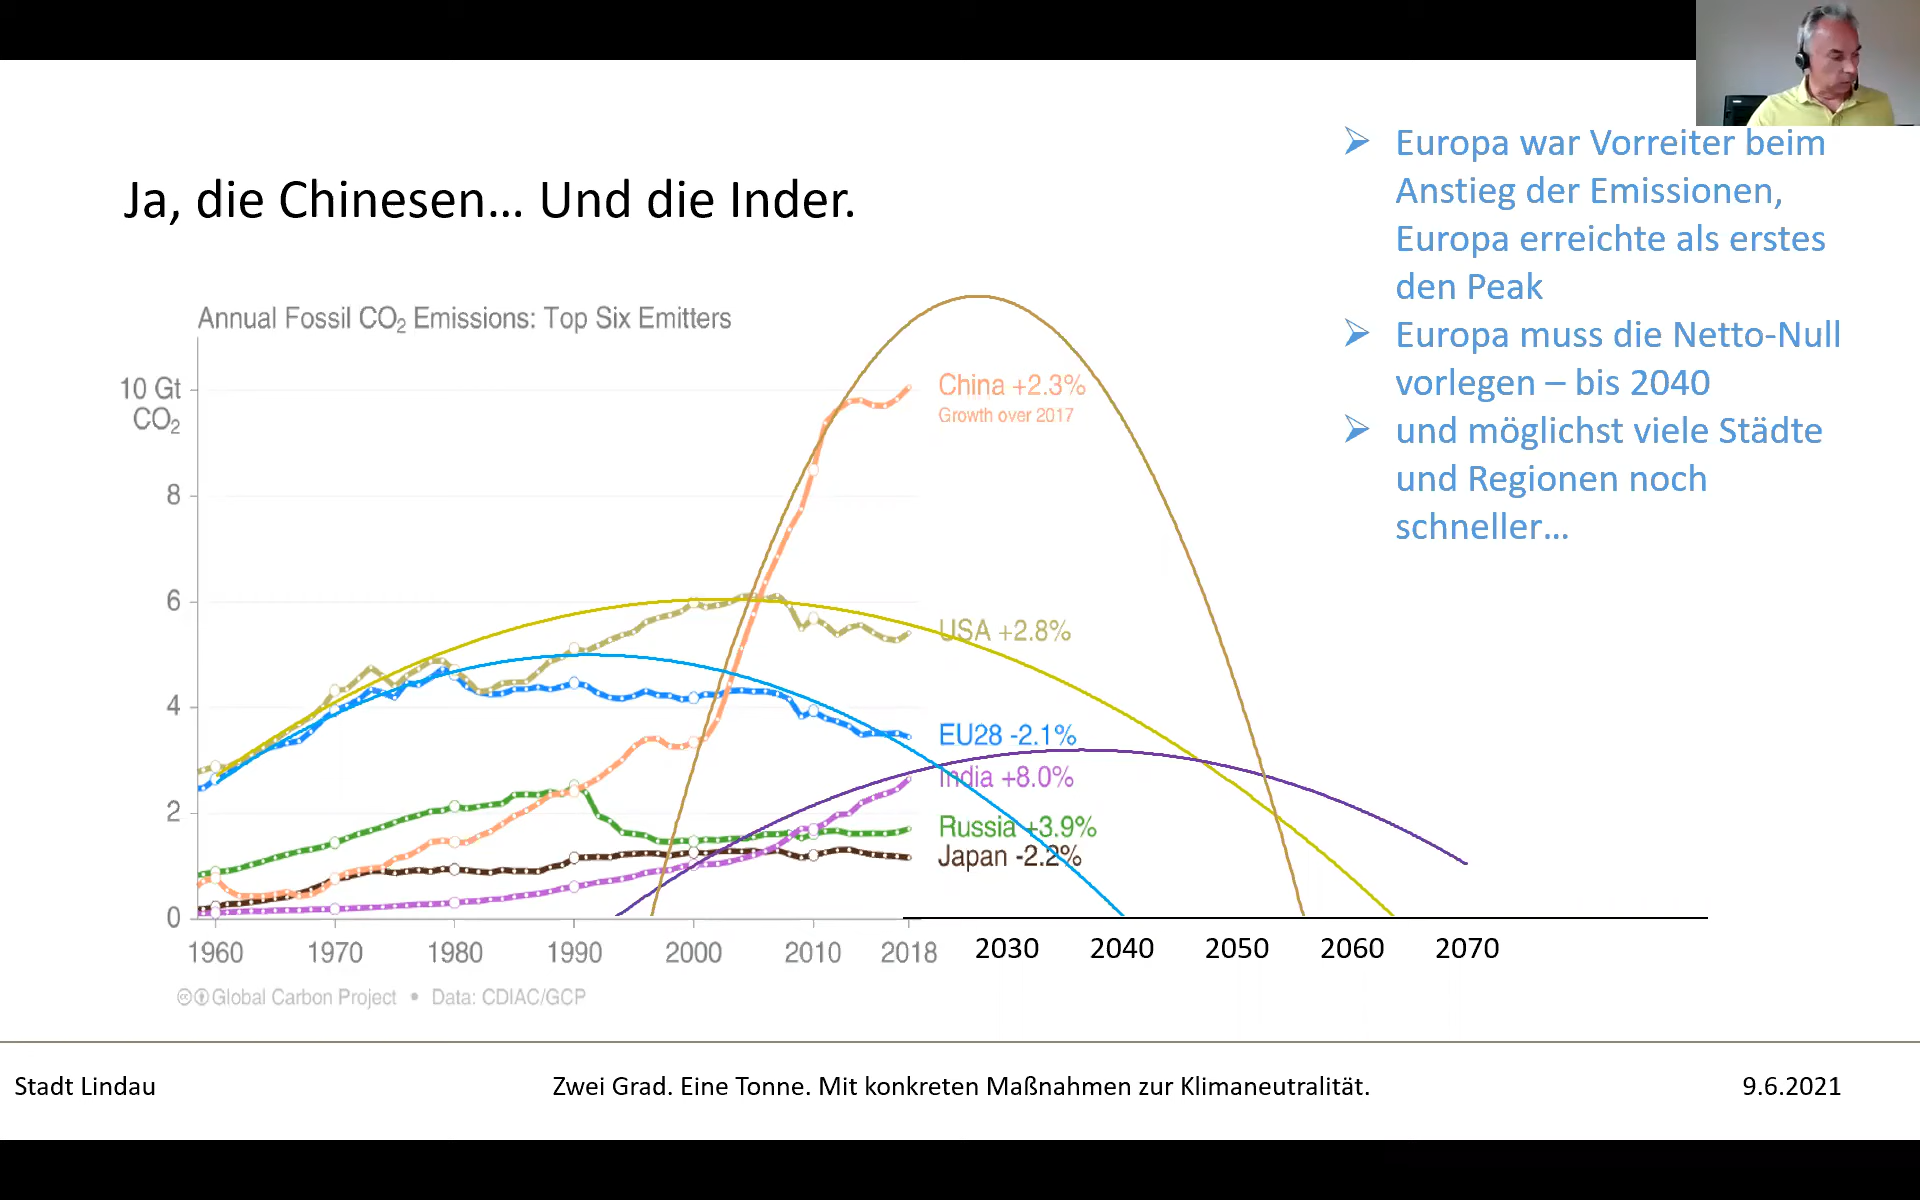 Europa war Vorreiter beim
Anstieg der Emissionen,
Europa erreichte als erstes
den Peak
Europa muss die Netto-Null
vorlegen – bis 2040
und möglichst viele Städte
und Regionen noch
schneller…
Ja, die Chinesen… Und die Inder.
Annual Fossil CO₂ Emissions: Top Six Emitters
10 Gt
CO₂
8
6
4
2
0
China +2.3%
Growth over 2017
USA +2.8%
EU28 -2.1%
India +8.0%
Russia +3.9%
Japan -2.2%
1960 1970 1980 1990 2000 2010 2018 2030 2040 2050 2060 2070
Global Carbon Project • Data: CDIAC/GCP
Stadt Lindau
Zwei Grad. Eine Tonne. Mit konkreten Maßnahmen zur Klimaneutralität.
9.6.2021